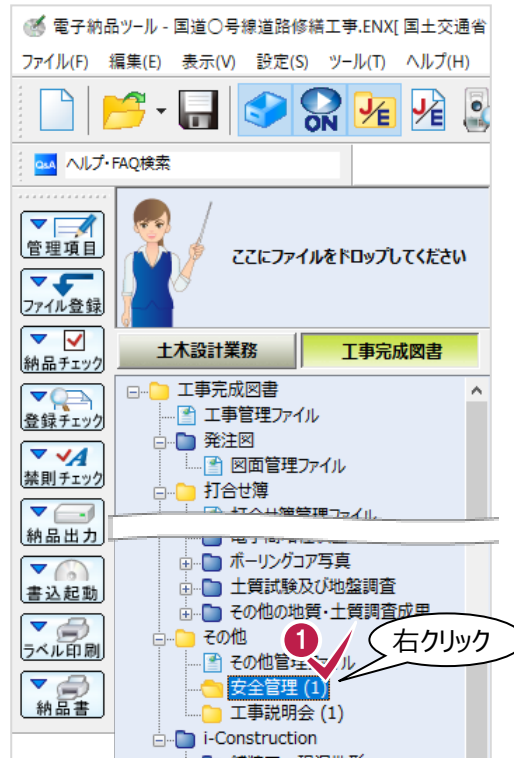 電子納品ツール - 国道〇号線道路修繕工事.ENX[ 国土交通省
ファイル(F) 編集(E) 表示(V) 設定(S) ツール(T) ヘルプ(H)
ON J/E J/E
Q&A ヘルプ・FAQ検索
管理項目
ファイル登録
納品チェック
登録チェック
禁則チェック
納品出力
書込起動
ラベル印刷
納品書
ここにファイルをドロップしてください
土木設計業務 工事完成図書
工事完成図書
工事管理ファイル
発注図
図面管理ファイル
打合せ簿
打合せ簿管理ファイル
ボーリングコア写真
土質試験及び地盤調査
その他の地質・土質調査成果
その他
その他管理ファイル
安全管理 (1)
工事説明会 (1)
i-Construction
1
右クリック